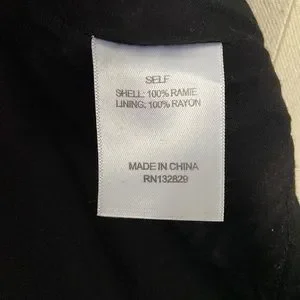 SELF
SHELL: 100% RAMIE
LINING: 100% RAYON
MADE IN CHINA
RN132829